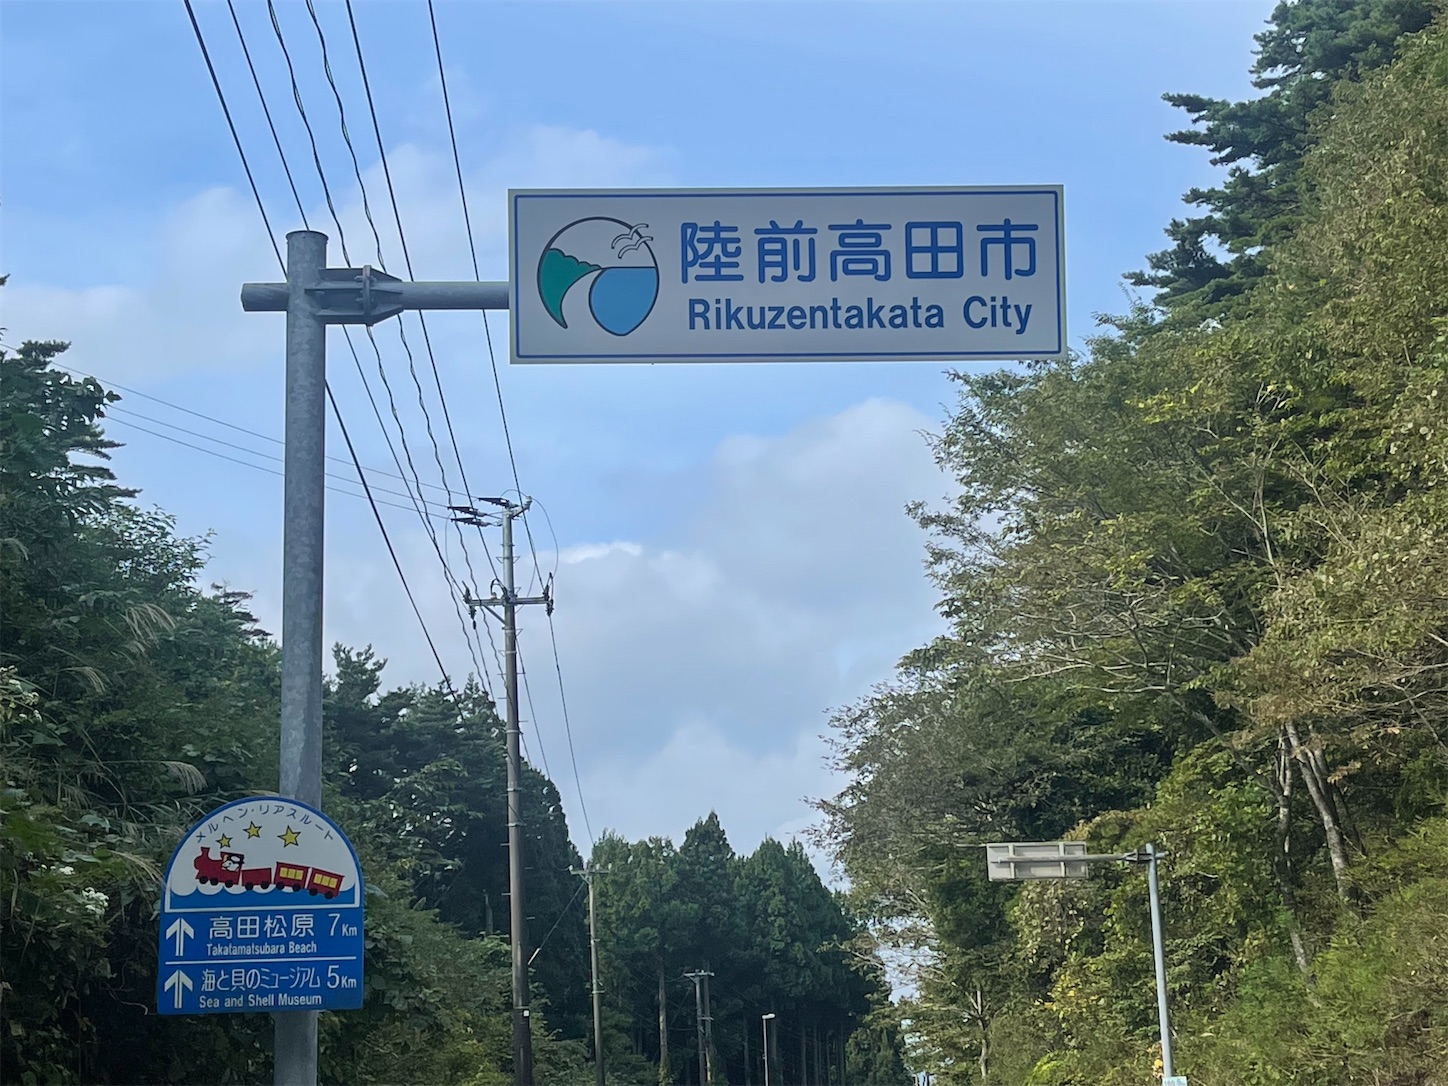 陸前高田市
Rikuzentakata City
メルヘン・リアスルート
高田松原 7Km
Takatamatsubara Beach
海と貝のミュージアム 5Km
Sea and Shell Museum